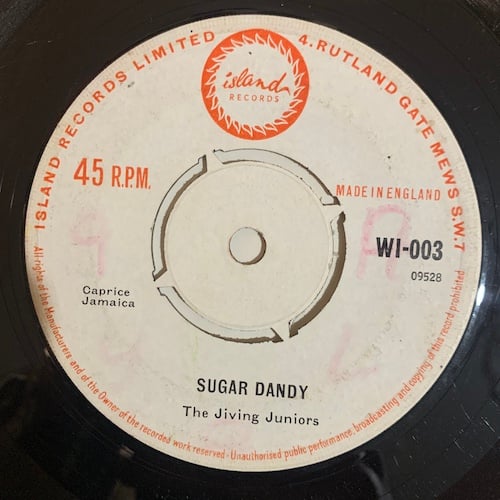 ISLAND RECORDS LIMITED 4. RUTLAND GATE MEWS S.W.7
island
RECORDS
45 R.P.M.
MADE IN ENGLAND
WI-003
09528
Caprice
Jamaica
SUGAR DANDY
The Jiving Juniors
All rights of the Manufacturers and of the Owner of the recorded work reserved - Unauthorised public performance, broadcasting and copying of this record prohibited